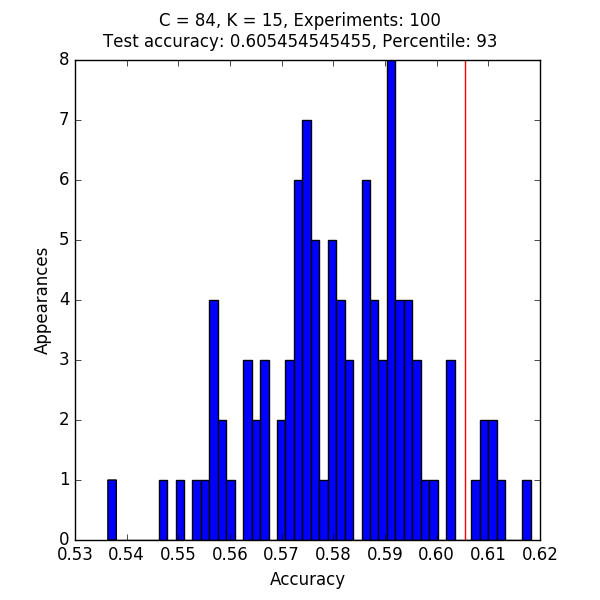 C = 84, K = 15, Experiments: 100
Test accuracy: 0.605454545455, Percentile: 93
8
7
6
5
4
3
2
1
0
Appearances
0.53 0.54 0.55 0.56 0.57 0.58 0.59 0.60 0.61 0.62
Accuracy